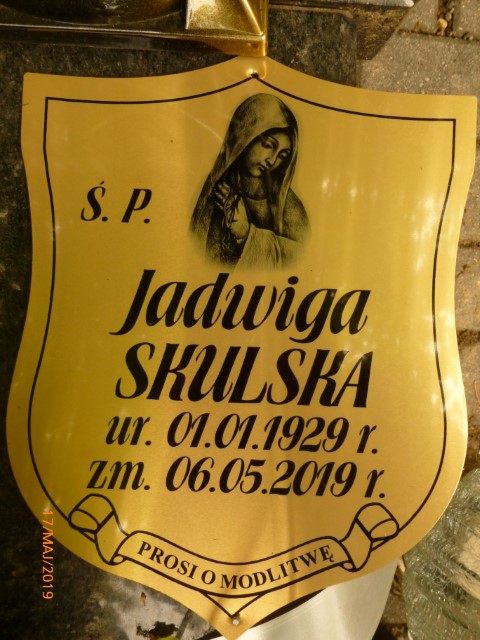 Ś. P.
Jadwiga
SKULSKA
ur. 01.01.1929 r.
zm. 06.05.2019 r.
PROSI O MODLITWĘ
17/MAJ/2019